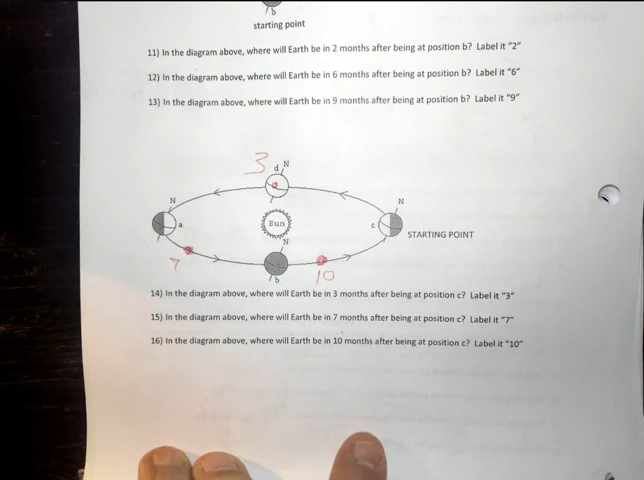 b
starting point
11) In the diagram above, where will Earth be in 2 months after being at position b? Label it "2"
12) In the diagram above, where will Earth be in 6 months after being at position b? Label it "6"
13) In the diagram above, where will Earth be in 9 months after being at position b? Label it "9"
3
d N
N
N
a
Sun
c
STARTING POINT
N
7
b
10
14) In the diagram above, where will Earth be in 3 months after being at position c? Label it "3"
15) In the diagram above, where will Earth be in 7 months after being at position c? Label it "7"
16) In the diagram above, where will Earth be in 10 months after being at position c? Label it "10"